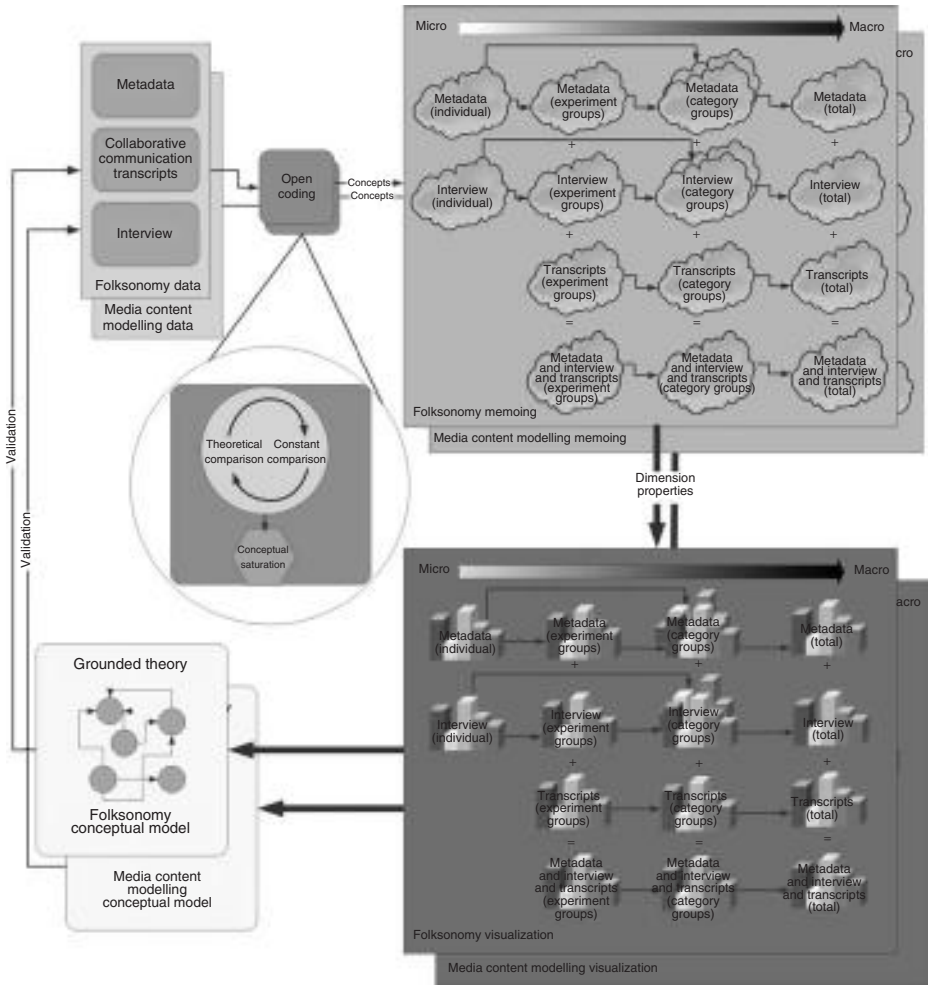 Metadata
Collaborative
communication
transcripts
Interview
Folksonomy data
Media content
modelling data
Open
coding
Concepts
Concepts
Micro
Macro
cro
Metadata
(individual)
Metadata
(experiment
groups)
Metadata
(category
groups)
Metadata
(total)
+
+
+
Interview
(individual)
Interview
(experiment
groups)
Interview
(category
groups)
Interview
(total)
+
+
+
Transcripts
(experiment
groups)
Transcripts
(category
groups)
Transcripts
(total)
=
=
=
Metadata
and interview
and transcripts
(experiment
groups)
Metadata
and interview
and transcripts
(category groups)
Metadata
and interview
and transcripts
(total)
Folksonomy memoing
Media content modelling memoing
Theoretical
comparison
Constant
comparison
Conceptual
saturation
Validation
Validation
Dimension
properties
Micro
Macro
acro
Metadata
(individual)
Metadata
(experiment
groups)
Metadata
(category
groups)
Metadata
(total)
+
+
+
Interview
(individual)
Interview
(experiment
groups)
Interview
(category
groups)
Interview
(total)
+
+
+
Transcripts
(experiment
groups)
Transcripts
(category
groups)
Transcripts
(total)
=
=
=
Metadata
and interview
and transcripts
(experiment
groups)
Metadata
and-interview
and transcripts
(category
groups)
Metadata
and interview
and transcripts
(total)
Folksonomy visualization
Media content modelling visualization
Grounded theory
Folksonomy
conceptual model
Media content
modelling
conceptual model